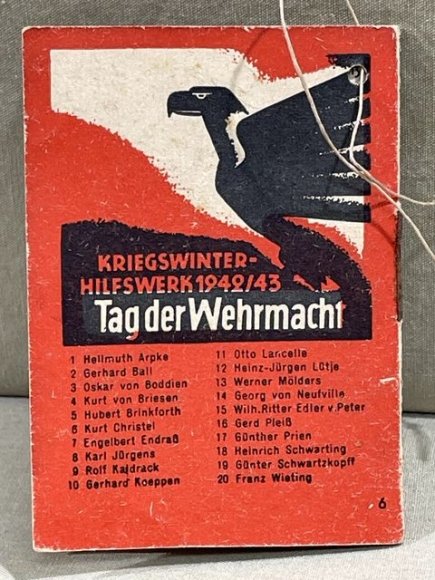 KRIEGSWINTER-
HILFSWERK 1942/43
Tag der Wehrmacht
1 Hellmuth Arpke
2 Gerhard Ball
3 Oskar von Boddien
4 Kurt von Briesen
5 Hubert Brinkforth
6 Kurt Christel
7 Engelbert Endraß
8 Karl Jürgens
9 Rolf Kaldrack
10 Gerhard Koeppen
11 Otto Lancelle
12 Heinz-Jürgen Lütje
13 Werner Mölders
14 Georg von Neufville
15 Wilh. Ritter Edler v. Peter
16 Gerd Pleiß
17 Günther Prien
18 Heinrich Schwarting
19 Günter Schwartzkopff
20 Franz Wieting
6